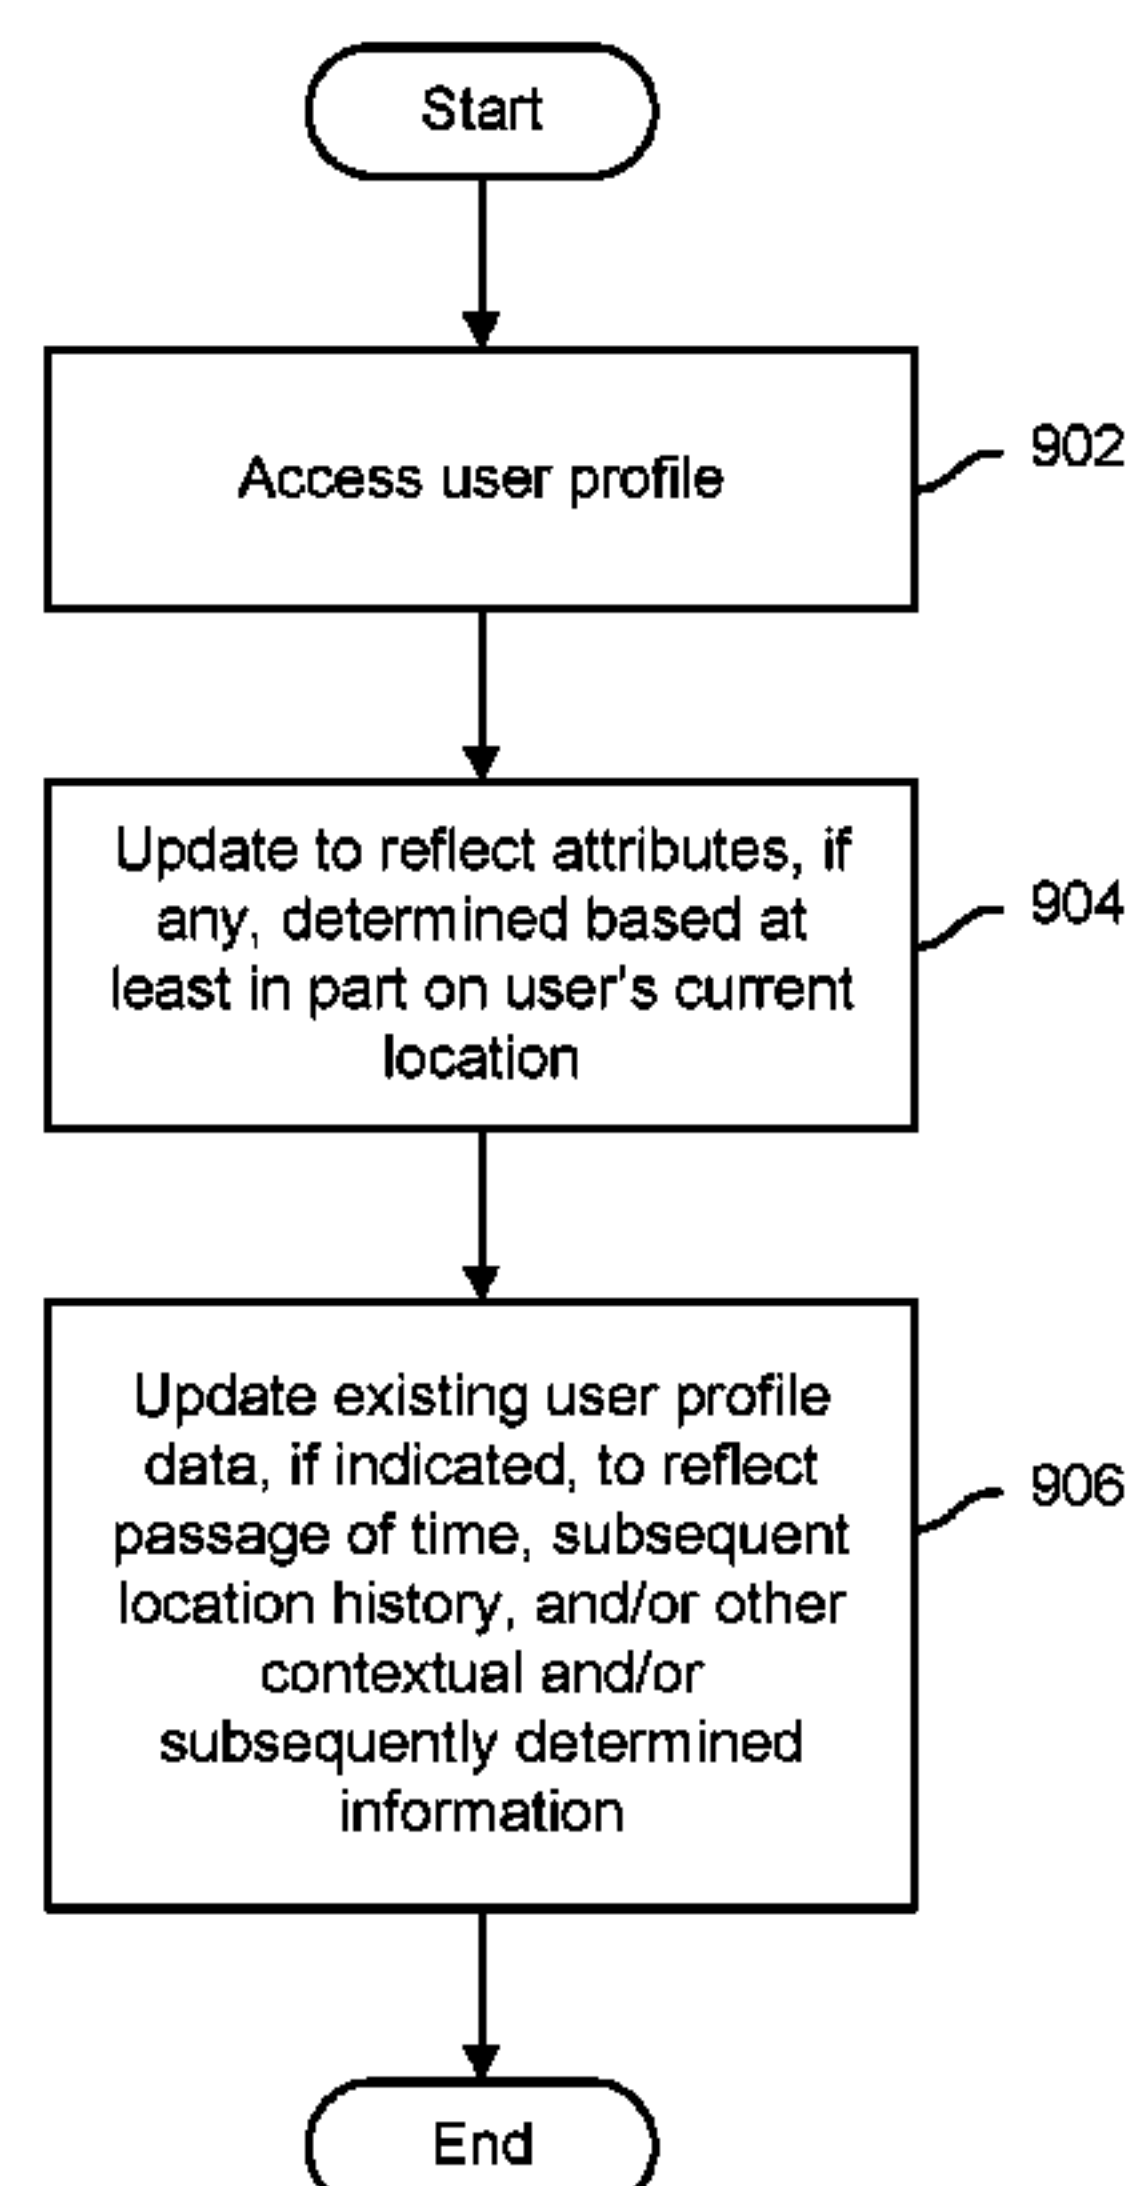 Start
Access user profile
902
Update to reflect attributes, if
any, determined based at
least in part on user's current
location
904
Update existing user profile
data, if indicated, to reflect
passage of time, subsequent
location history, and/or other
contextual and/or
subsequently determined
information
906
End